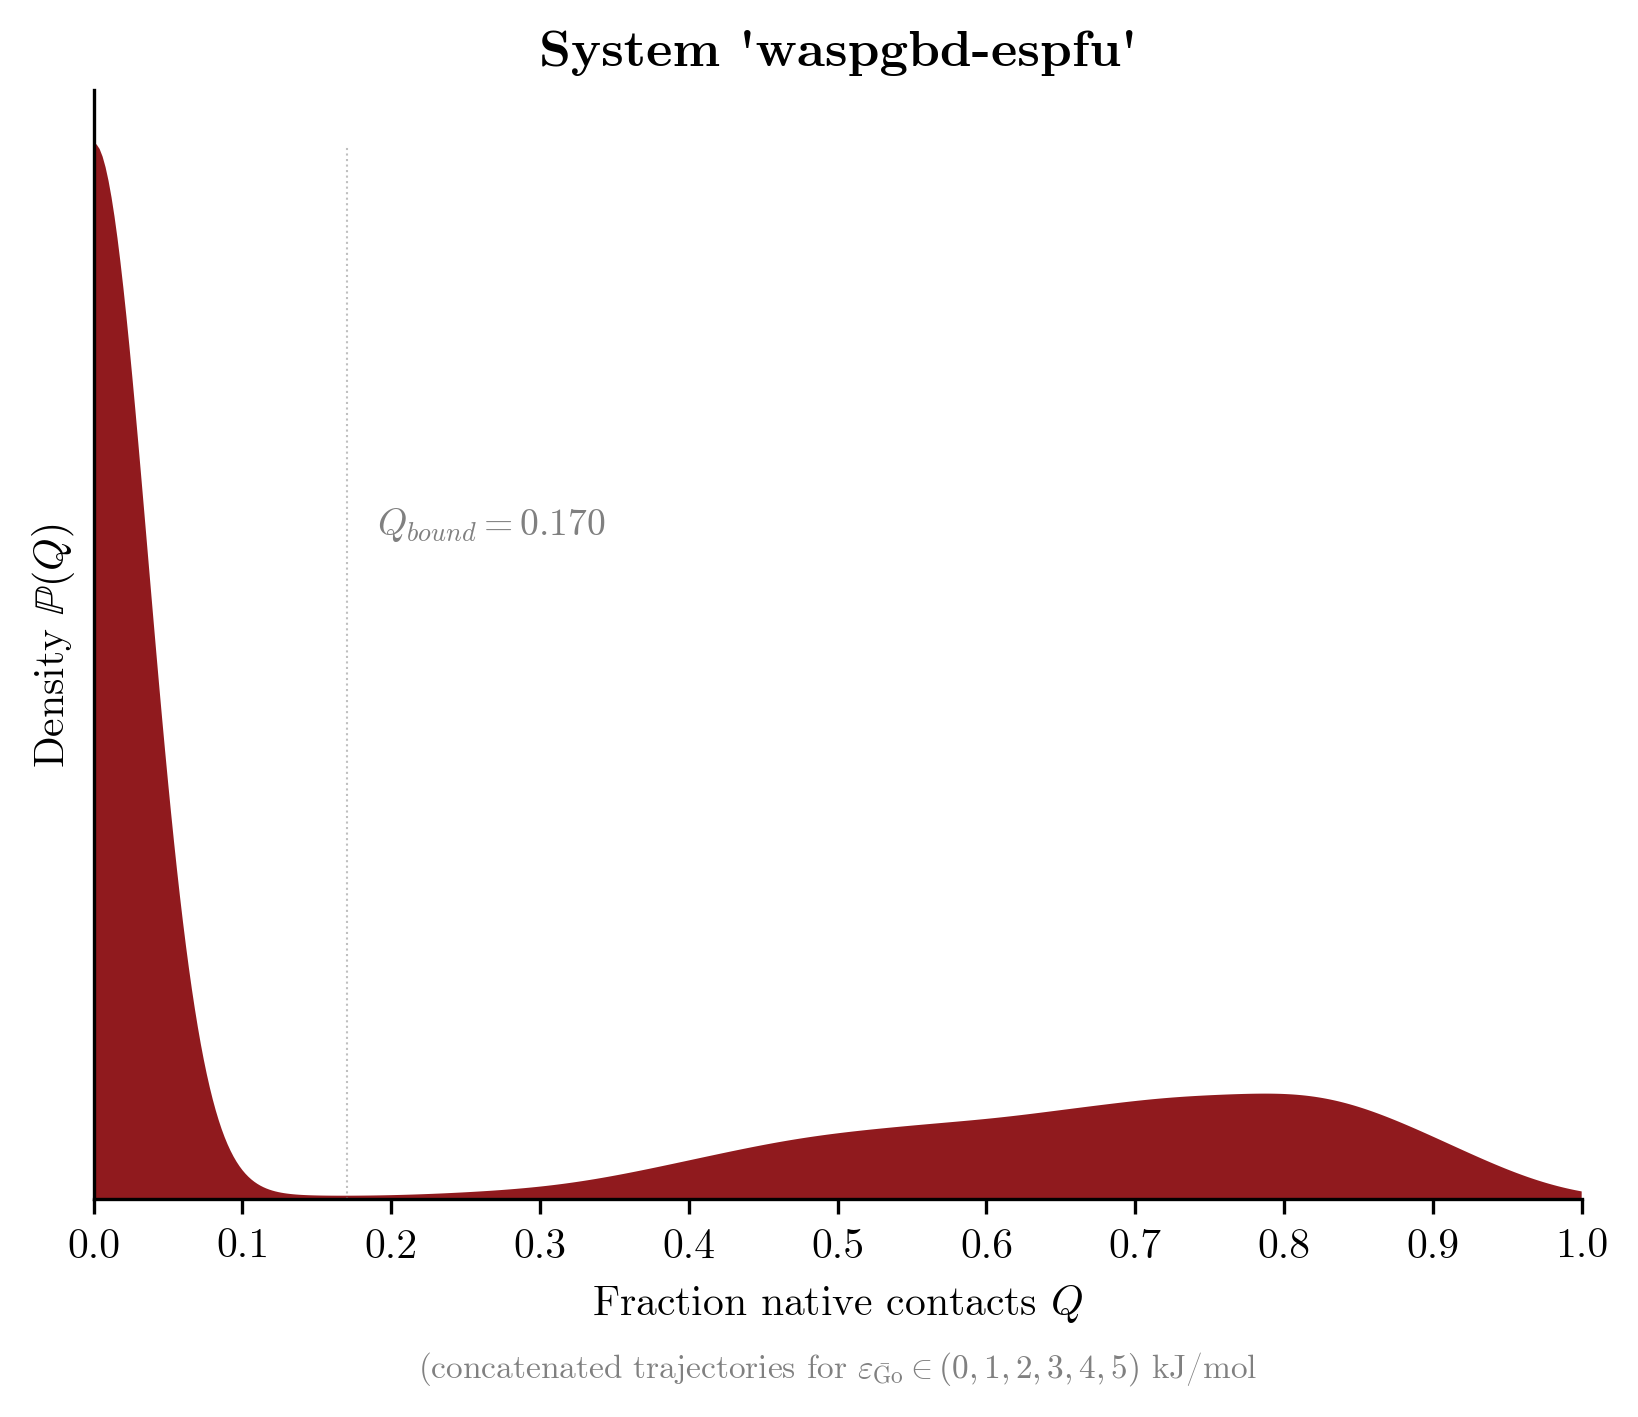 System 'waspgbd-espfu'
Density ℙ(Q)
Q_bound = 0.170
0.0 0.1 0.2 0.3 0.4 0.5 0.6 0.7 0.8 0.9 1.0
Fraction native contacts Q
(concatenated trajectories for ε_Ḡo ∈ (0, 1, 2, 3, 4, 5) kJ/mol